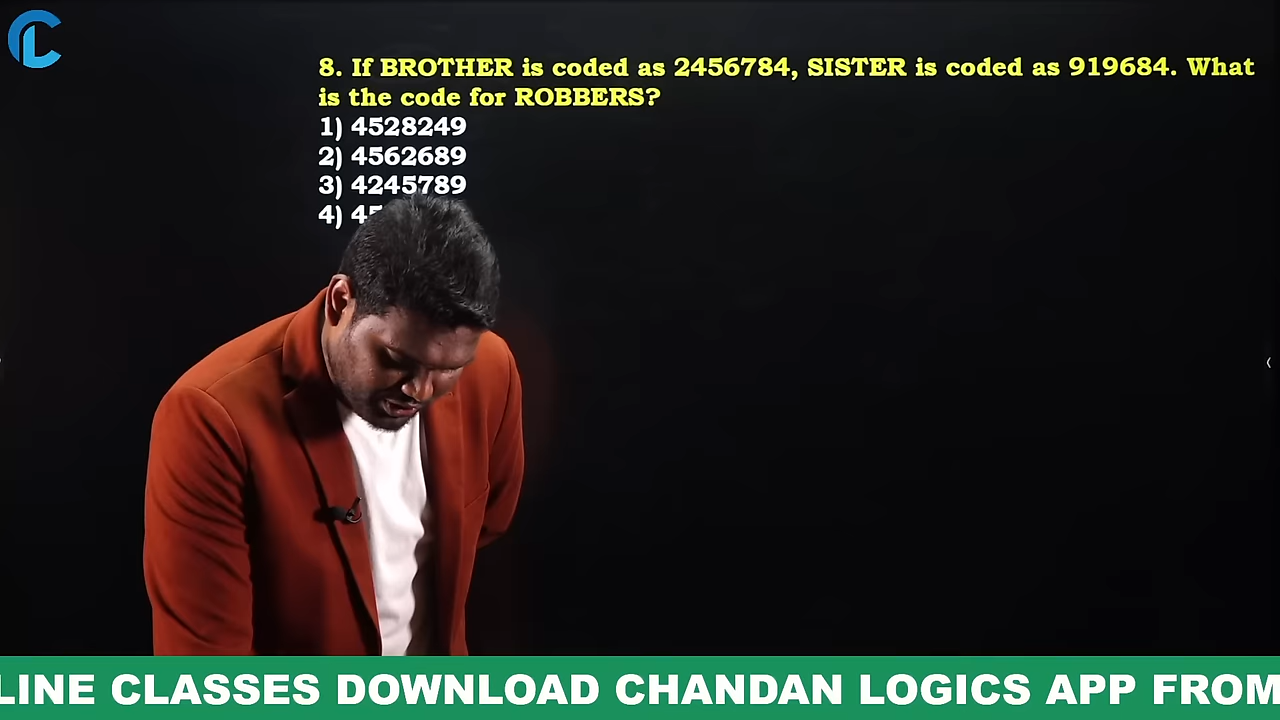 8. If BROTHER is coded as 2456784, SISTER is coded as 919684. What
is the code for ROBBERS?
1) 4528249
2) 4562689
3) 4245789
4)
LINE CLASSES DOWNLOAD CHANDAN LOGICS APP FROM